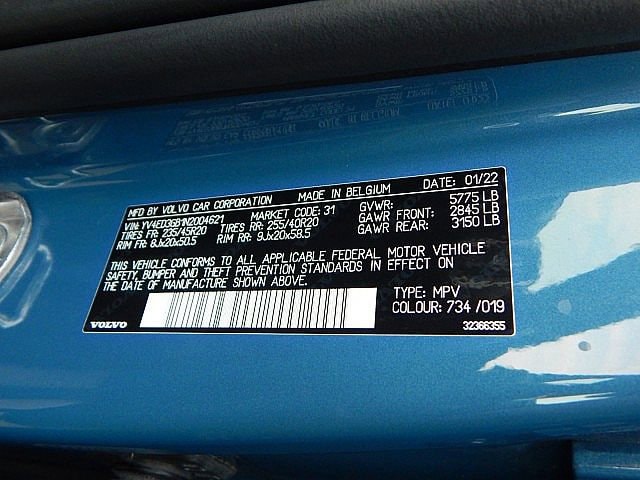 MFD. BY VOLVO CAR CORPORATION MADE IN BELGIUM DATE: 01/22
VIN: YV4ED3GB1N2004621 MARKET CODE: 31 GVWR: 5775 LB
TIRES FR: 235/45R20 TIRES RR: 255/40R20 GAWR FRONT: 2845 LB
RIM FR: 8Jx20x50.5 RIM RR: 9Jx20x58.5 GAWR REAR: 3150 LB
THIS VEHICLE CONFORMS TO ALL APPLICABLE FEDERAL MOTOR VEHICLE
SAFETY, BUMPER AND THEFT PREVENTION STANDARDS IN EFFECT ON
THE DATE OF MANUFACTURE SHOWN ABOVE.
TYPE: MPV
COLOUR: 734 /019
VOLVO 32366355